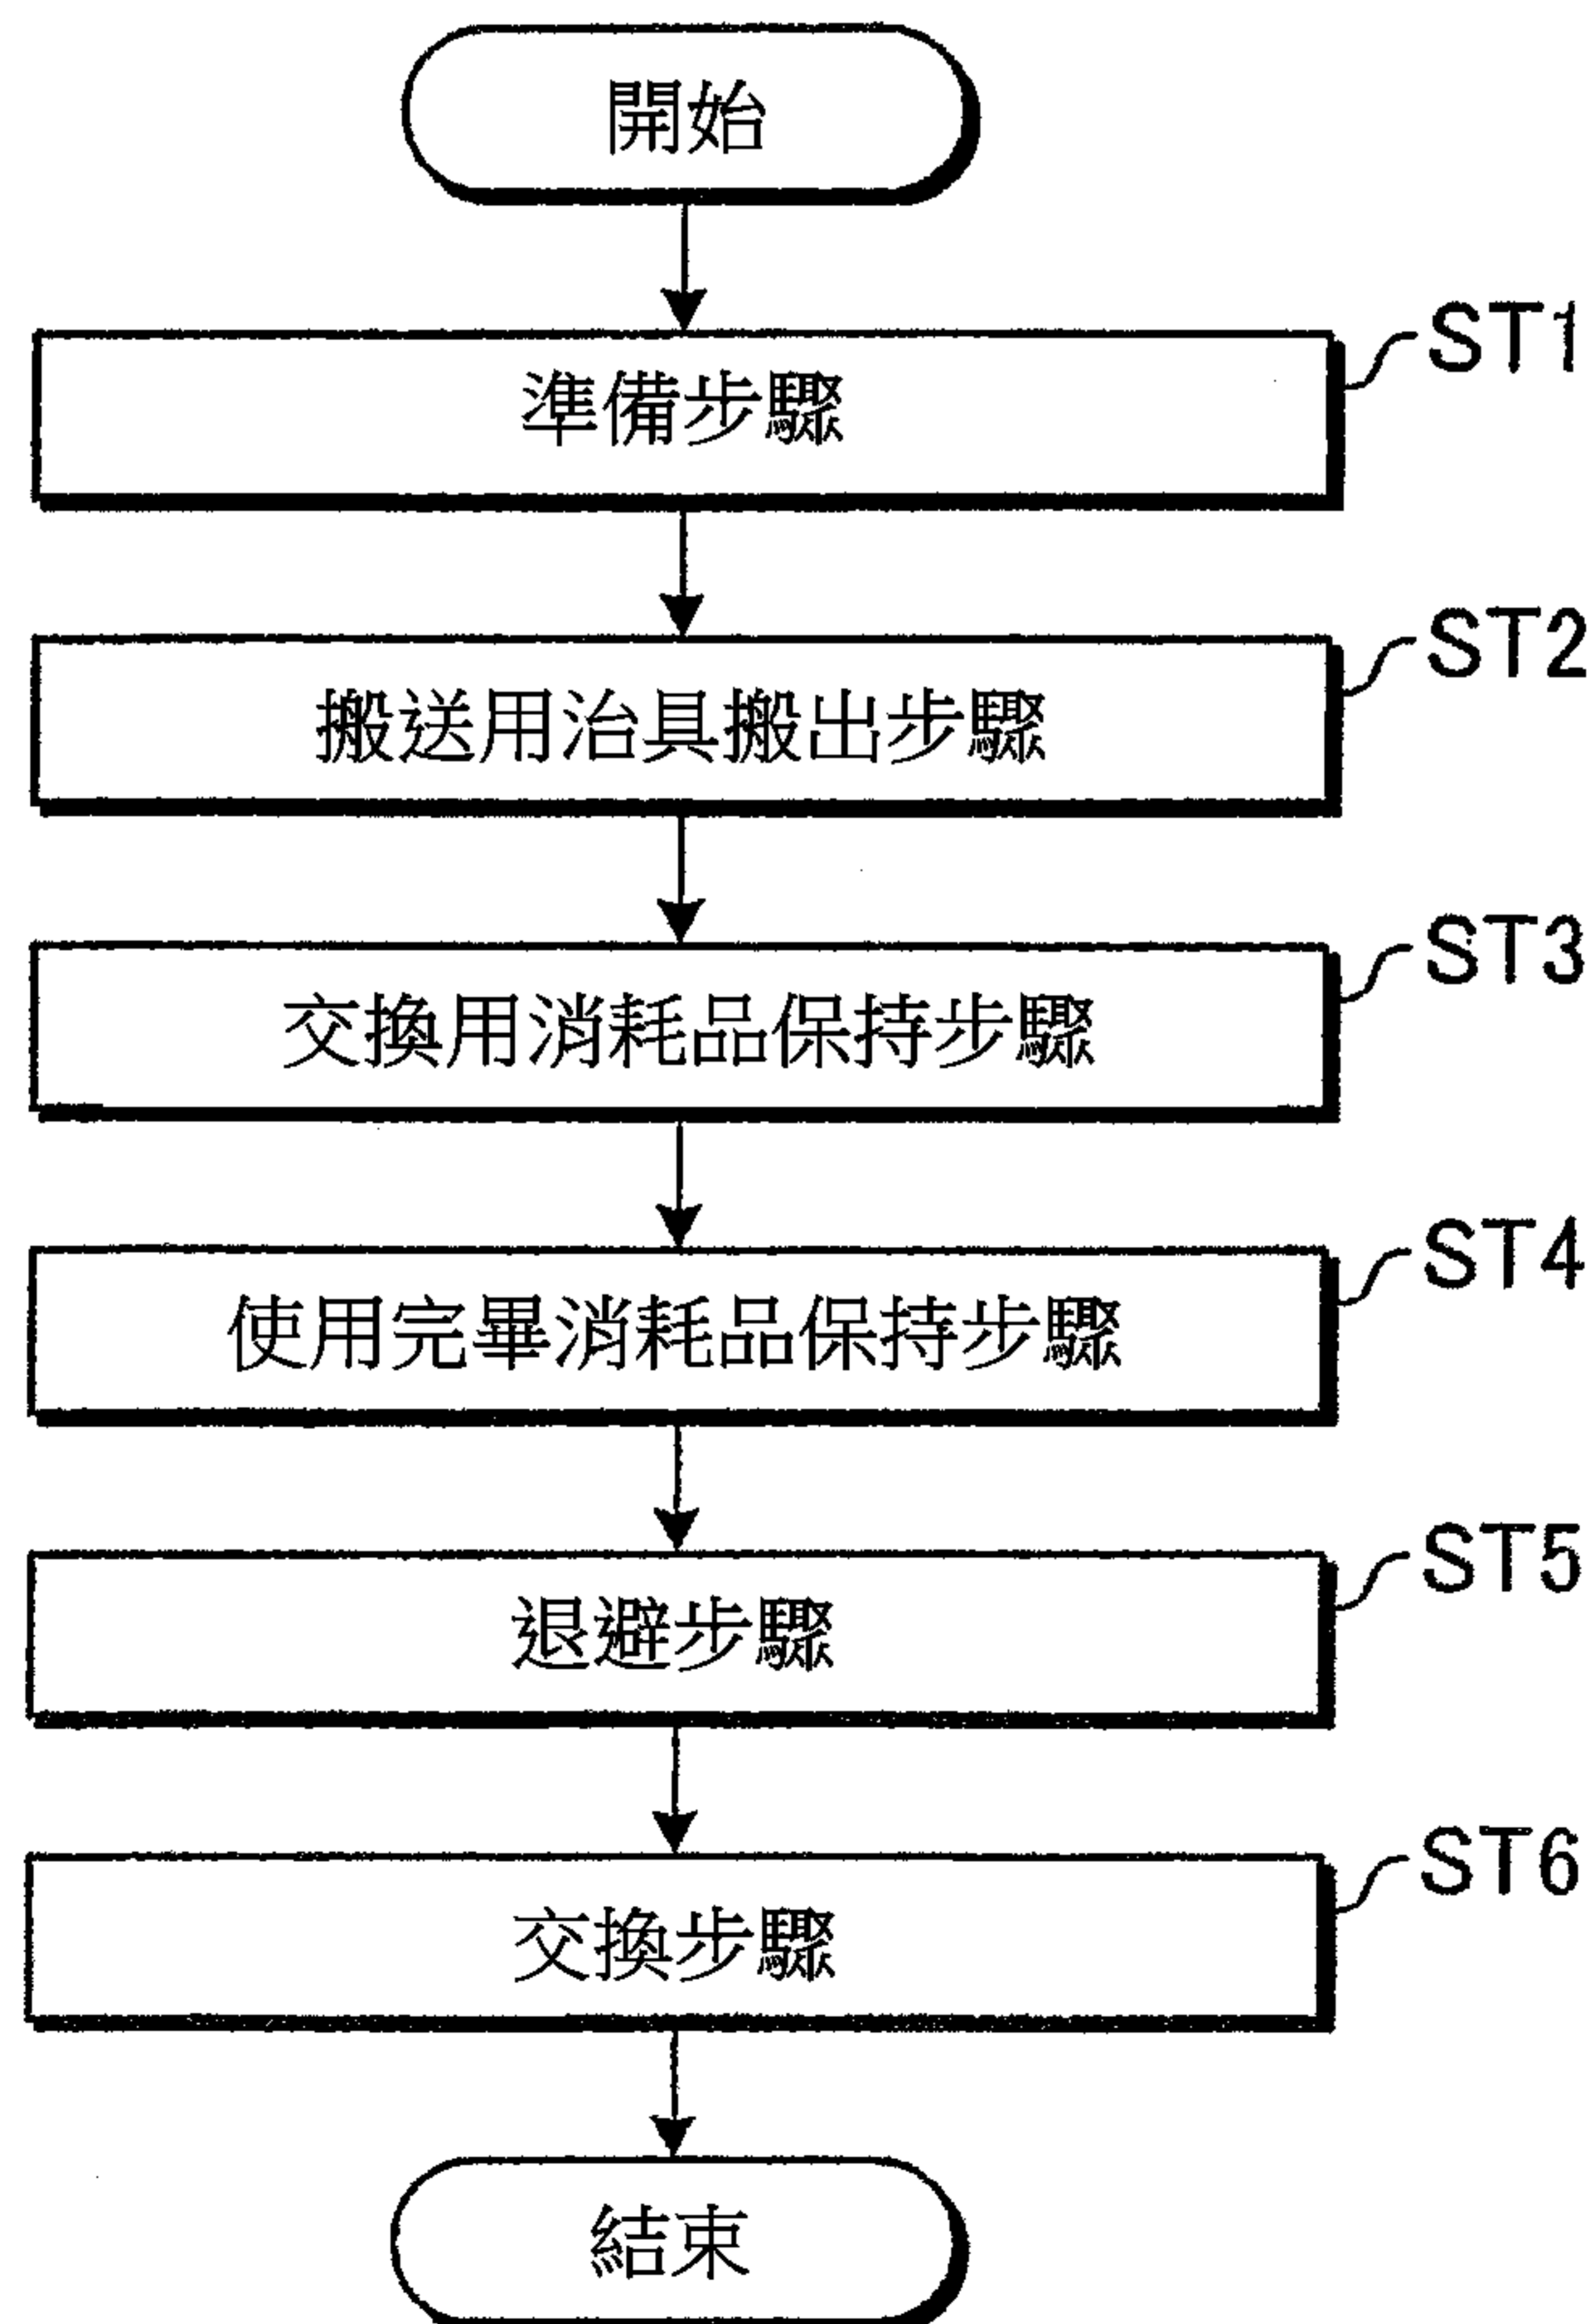 開始
準備步驟
ST1
搬送用治具搬出步驟
ST2
交換用消耗品保持步驟
ST3
使用完畢消耗品保持步驟
ST4
退避步驟
ST5
交換步驟
ST6
結束